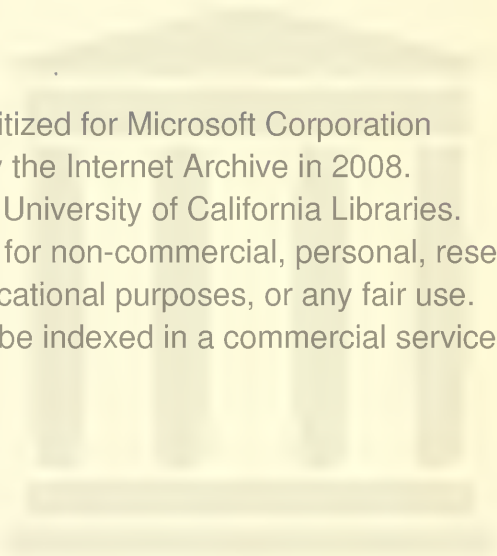 itized for Microsoft Corporation
the Internet Archive in 2008.
University of California Libraries.
for non-commercial, personal, rese
cational purposes, or any fair use.
be indexed in a commercial service